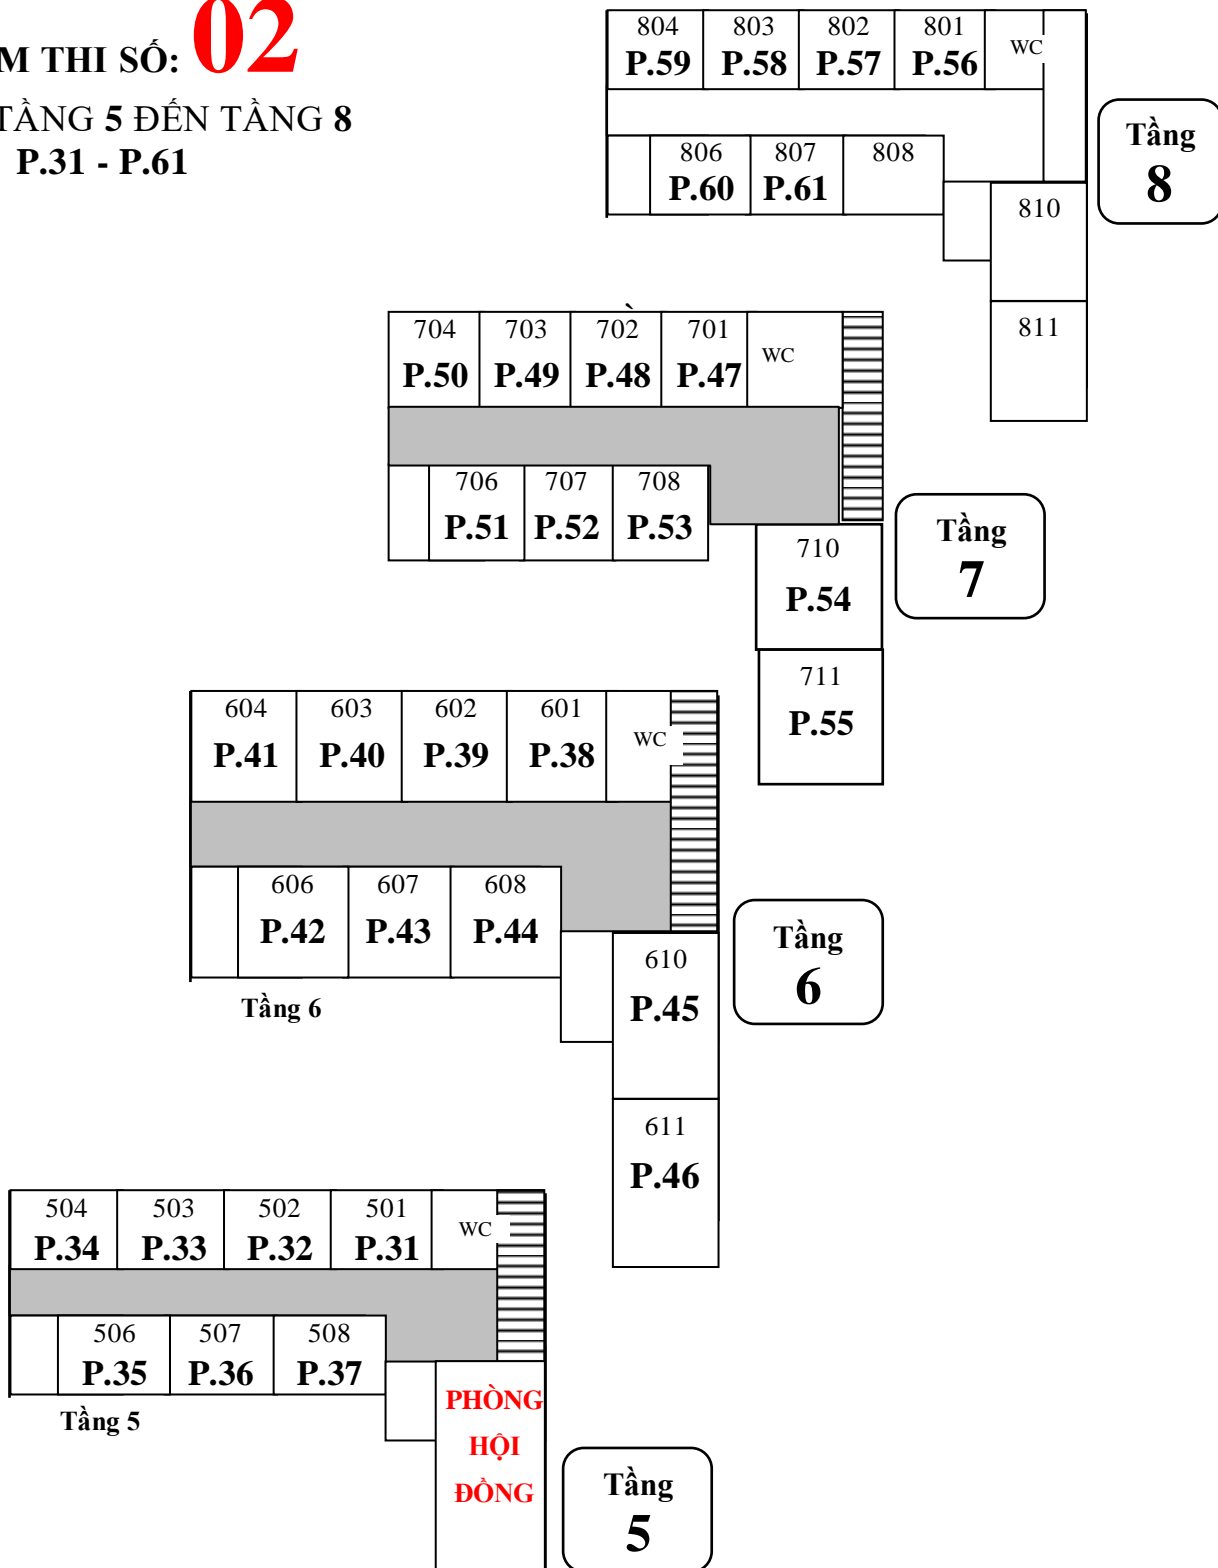 M THI SỐ: 02
TẦNG 5 ĐẾN TẦNG 8
P.31 - P.61
804 803 802 801 WC
P.59 P.58 P.57 P.56
806 807 808
P.60 P.61
810
811
Tầng
8
704 703 702 701 WC
P.50 P.49 P.48 P.47
706 707 708
P.51 P.52 P.53
710
P.54
711
P.55
Tầng
7
604 603 602 601 WC
P.41 P.40 P.39 P.38
606 607 608
P.42 P.43 P.44
610
P.45
611
P.46
Tầng 6
Tầng
6
504 503 502 501 WC
P.34 P.33 P.32 P.31
506 507 508
P.35 P.36 P.37
Tầng 5
PHÒNG
HỘI
ĐỒNG
Tầng
5